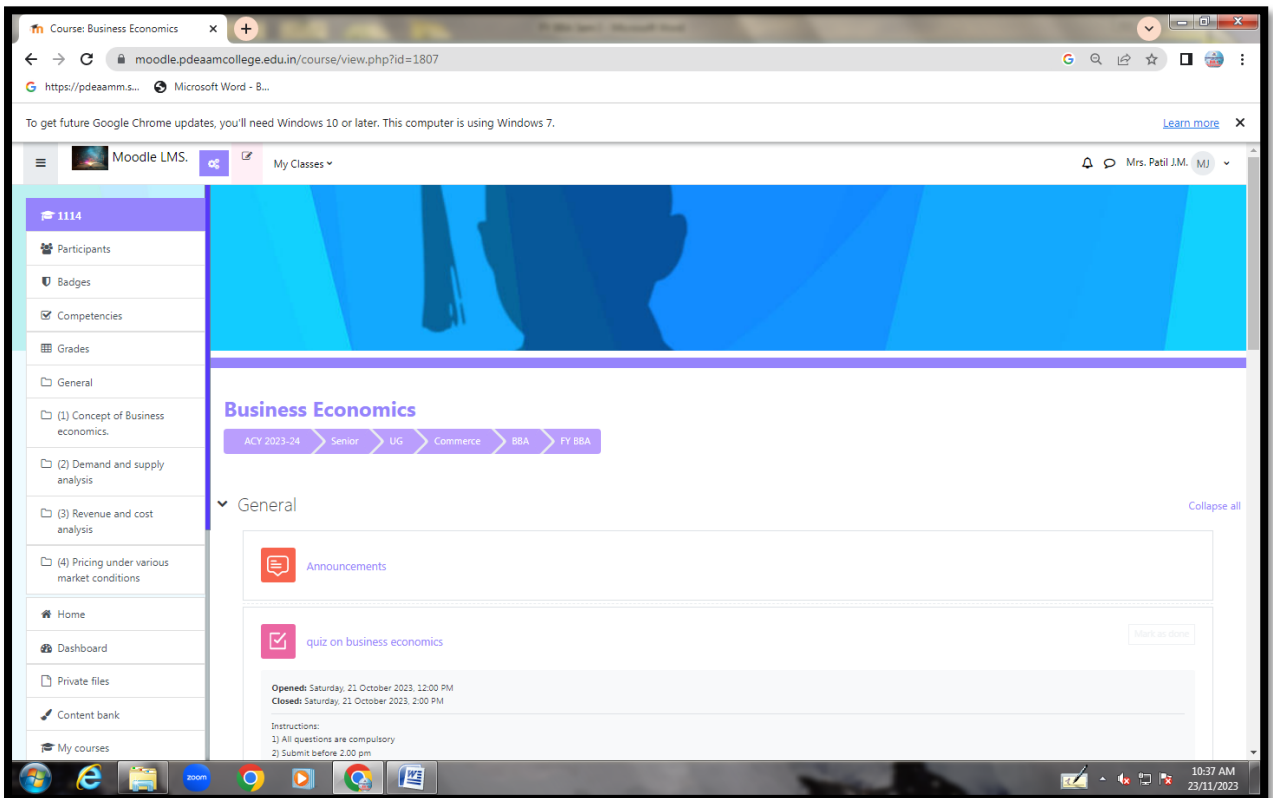 Course: Business Economics
moodle.pdeaamcollege.edu.in/course/view.php?id=1807
https://pdeaamm.s...
Microsoft Word - B...
To get future Google Chrome updates, you'll need Windows 10 or later. This computer is using Windows 7.
Learn more
Moodle LMS.
My Classes
Mrs. Patil J.M.
MJ
1114
Participants
Badges
Competencies
Grades
General
(1) Concept of Business
economics.
(2) Demand and supply
analysis
(3) Revenue and cost
analysis
(4) Pricing under various
market conditions
Home
Dashboard
Private files
Content bank
My courses
Business Economics
ACY 2023-24
Senior
UG
Commerce
BBA
FY BBA
General
Collapse all
Announcements
quiz on business economics
Mark as done
Opened: Saturday, 21 October 2023, 12:00 PM
Closed: Saturday, 21 October 2023, 2:00 PM
Instructions:
1) All questions are compulsory
2) Submit before 2.00 pm
zoom
10:37 AM
23/11/2023